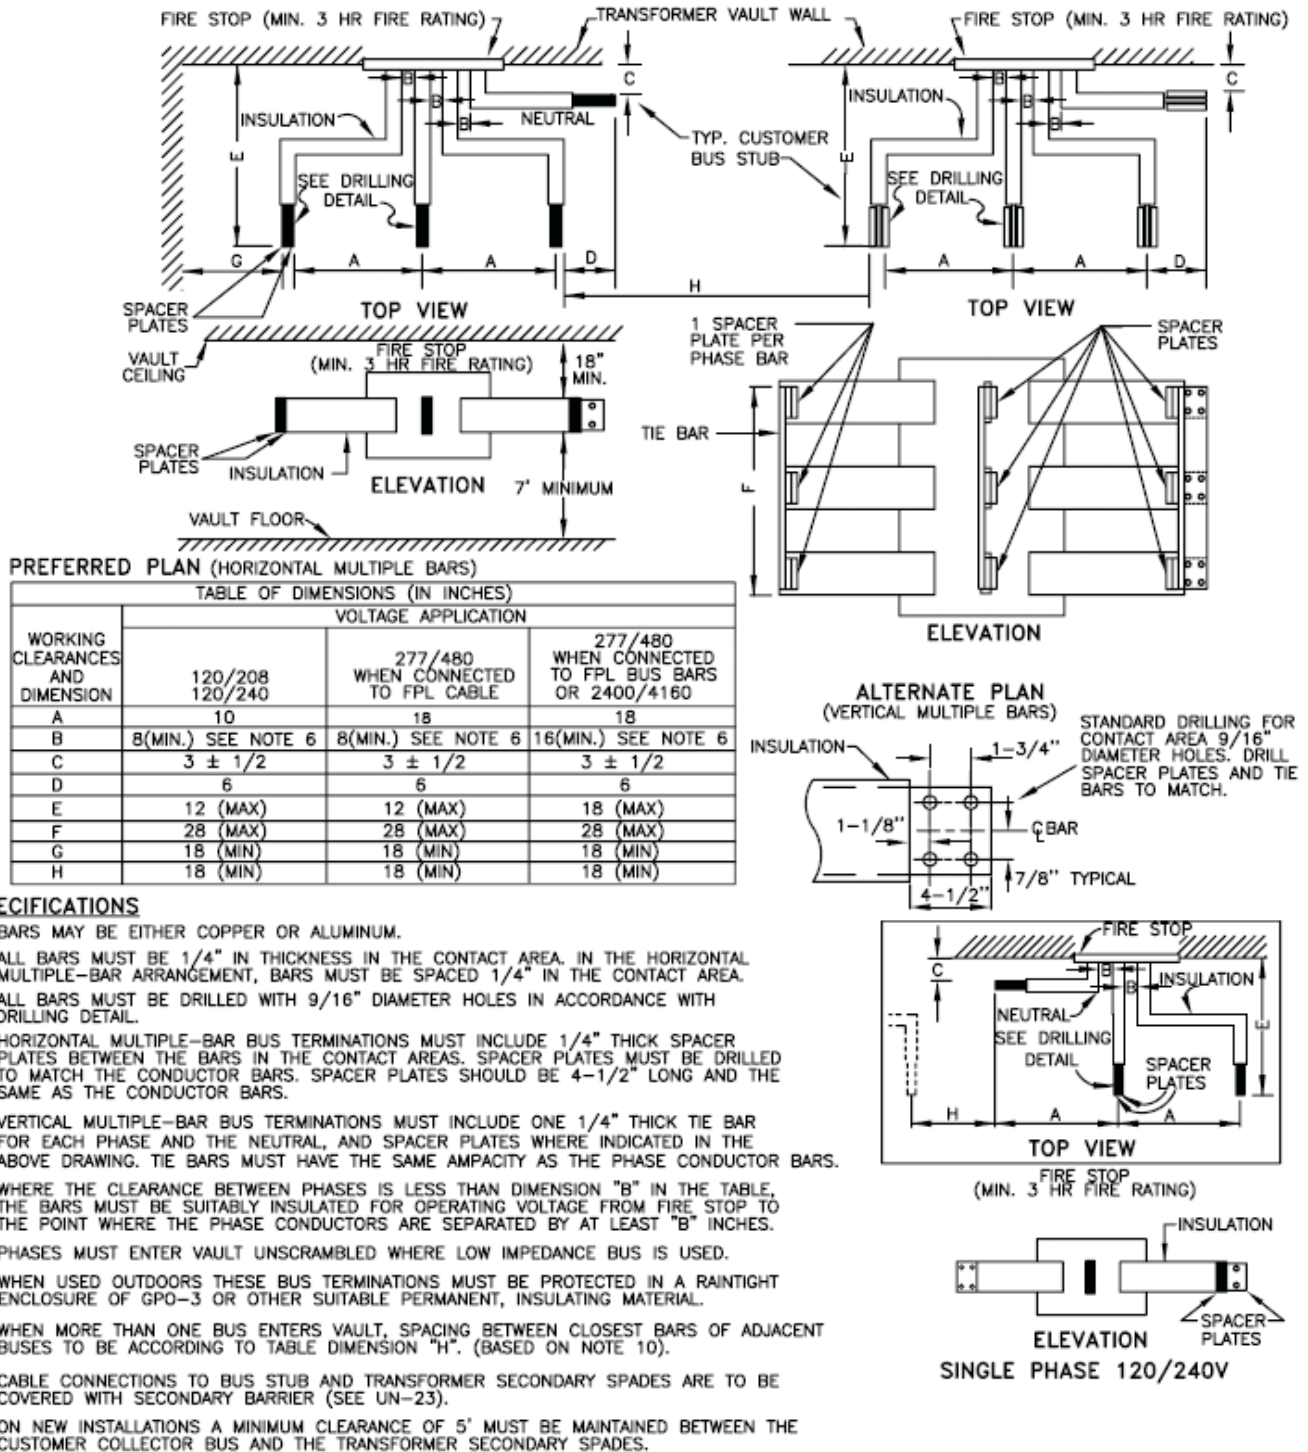 FIRE STOP (MIN. 3 HR FIRE RATING)
TRANSFORMER VAULT WALL
FIRE STOP (MIN. 3 HR FIRE RATING)
B
C
B
B
INSULATION
NEUTRAL
E
SEE DRILLING
DETAIL
TYP. CUSTOMER
BUS STUB
G
A
A
D
SPACER
PLATES
TOP VIEW
H
B
C
B
B
INSULATION
E
SEE DRILLING
DETAIL
A
A
D
TOP VIEW
VAULT
CEILING
FIRE STOP
(MIN. 3 HR FIRE RATING)
18"
MIN.
SPACER
PLATES
INSULATION
ELEVATION
7' MINIMUM
VAULT FLOOR
1 SPACER
PLATE PER
PHASE BAR
SPACER
PLATES
TIE BAR
F
ELEVATION
PREFERRED PLAN (HORIZONTAL MULTIPLE BARS)
TABLE OF DIMENSIONS (IN INCHES)
WORKING
CLEARANCES
AND
DIMENSION
VOLTAGE APPLICATION
120/208
120/240
277/480
WHEN CONNECTED
TO FPL CABLE
277/480
WHEN CONNECTED
TO FPL BUS BARS
OR 2400/4160
A 10 18 18
B 8(MIN.) SEE NOTE 6 8(MIN.) SEE NOTE 6 16(MIN.) SEE NOTE 6
C 3 ± 1/2 3 ± 1/2 3 ± 1/2
D 6 6 6
E 12 (MAX) 12 (MAX) 18 (MAX)
F 28 (MAX) 28 (MAX) 28 (MAX)
G 18 (MIN) 18 (MIN) 18 (MIN)
H 18 (MIN) 18 (MIN) 18 (MIN)
ALTERNATE PLAN
(VERTICAL MULTIPLE BARS)
INSULATION
1-3/4"
STANDARD DRILLING FOR
CONTACT AREA 9/16"
DIAMETER HOLES. DRILL
SPACER PLATES AND TIE
BARS TO MATCH.
1-1/8"
℄ BAR
7/8" TYPICAL
4-1/2"
ECIFICATIONS
BARS MAY BE EITHER COPPER OR ALUMINUM.
ALL BARS MUST BE 1/4" IN THICKNESS IN THE CONTACT AREA. IN THE HORIZONTAL
MULTIPLE-BAR ARRANGEMENT, BARS MUST BE SPACED 1/4" IN THE CONTACT AREA.
ALL BARS MUST BE DRILLED WITH 9/16" DIAMETER HOLES IN ACCORDANCE WITH
DRILLING DETAIL.
HORIZONTAL MULTIPLE-BAR BUS TERMINATIONS MUST INCLUDE 1/4" THICK SPACER
PLATES BETWEEN THE BARS IN THE CONTACT AREAS. SPACER PLATES MUST BE DRILLED
TO MATCH THE CONDUCTOR BARS. SPACER PLATES SHOULD BE 4-1/2" LONG AND THE
SAME AS THE CONDUCTOR BARS.
VERTICAL MULTIPLE-BAR BUS TERMINATIONS MUST INCLUDE ONE 1/4" THICK TIE BAR
FOR EACH PHASE AND THE NEUTRAL, AND SPACER PLATES WHERE INDICATED IN THE
ABOVE DRAWING. TIE BARS MUST HAVE THE SAME AMPACITY AS THE PHASE CONDUCTOR BARS.
WHERE THE CLEARANCE BETWEEN PHASES IS LESS THAN DIMENSION "B" IN THE TABLE,
THE BARS MUST BE SUITABLY INSULATED FOR OPERATING VOLTAGE FROM FIRE STOP TO
THE POINT WHERE THE PHASE CONDUCTORS ARE SEPARATED BY AT LEAST "B" INCHES.
PHASES MUST ENTER VAULT UNSCRAMBLED WHERE LOW IMPEDANCE BUS IS USED.
WHEN USED OUTDOORS THESE BUS TERMINATIONS MUST BE PROTECTED IN A RAINTIGHT
ENCLOSURE OF GPO-3 OR OTHER SUITABLE PERMANENT, INSULATING MATERIAL.
WHEN MORE THAN ONE BUS ENTERS VAULT, SPACING BETWEEN CLOSEST BARS OF ADJACENT
BUSES TO BE ACCORDING TO TABLE DIMENSION "H". (BASED ON NOTE 10).
CABLE CONNECTIONS TO BUS STUB AND TRANSFORMER SECONDARY SPADES ARE TO BE
COVERED WITH SECONDARY BARRIER (SEE UN-23).
ON NEW INSTALLATIONS A MINIMUM CLEARANCE OF 5' MUST BE MAINTAINED BETWEEN THE
CUSTOMER COLLECTOR BUS AND THE TRANSFORMER SECONDARY SPADES.
FIRE STOP
C
B
B
INSULATION
NEUTRAL
E
SEE DRILLING
DETAIL
SPACER
PLATES
H
A
A
TOP VIEW
FIRE STOP
(MIN. 3 HR FIRE RATING)
INSULATION
ELEVATION
SPACER
PLATES
SINGLE PHASE 120/240V